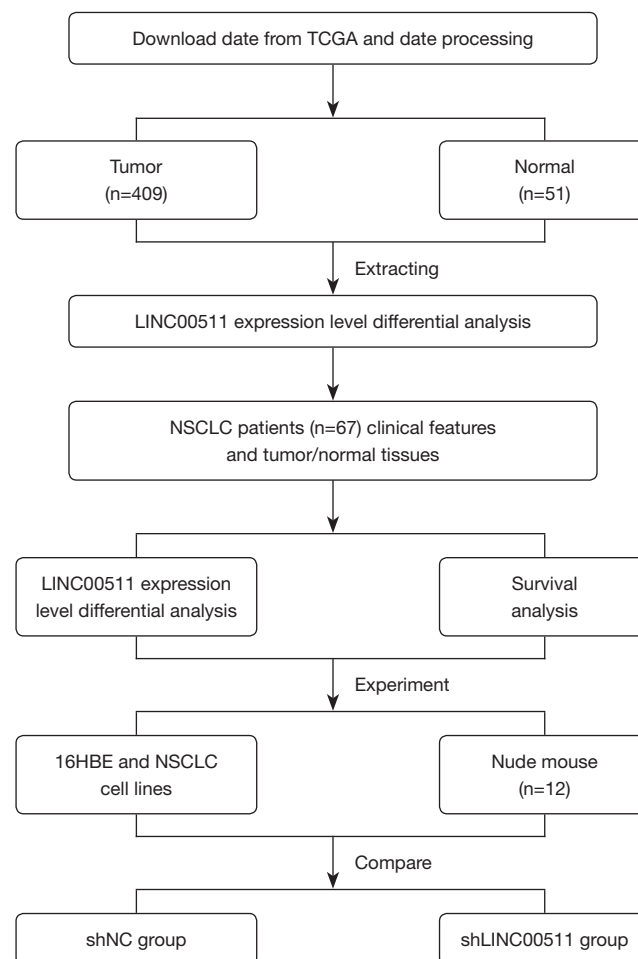 Download date from TCGA and date processing
Tumor
(n=409)
Normal
(n=51)
Extracting
LINC00511 expression level differential analysis
NSCLC patients (n=67) clinical features
and tumor/normal tissues
LINC00511 expression
level differential analysis
Survival
analysis
Experiment
16HBE and NSCLC
cell lines
Nude mouse
(n=12)
Compare
shNC group
shLINC00511 group